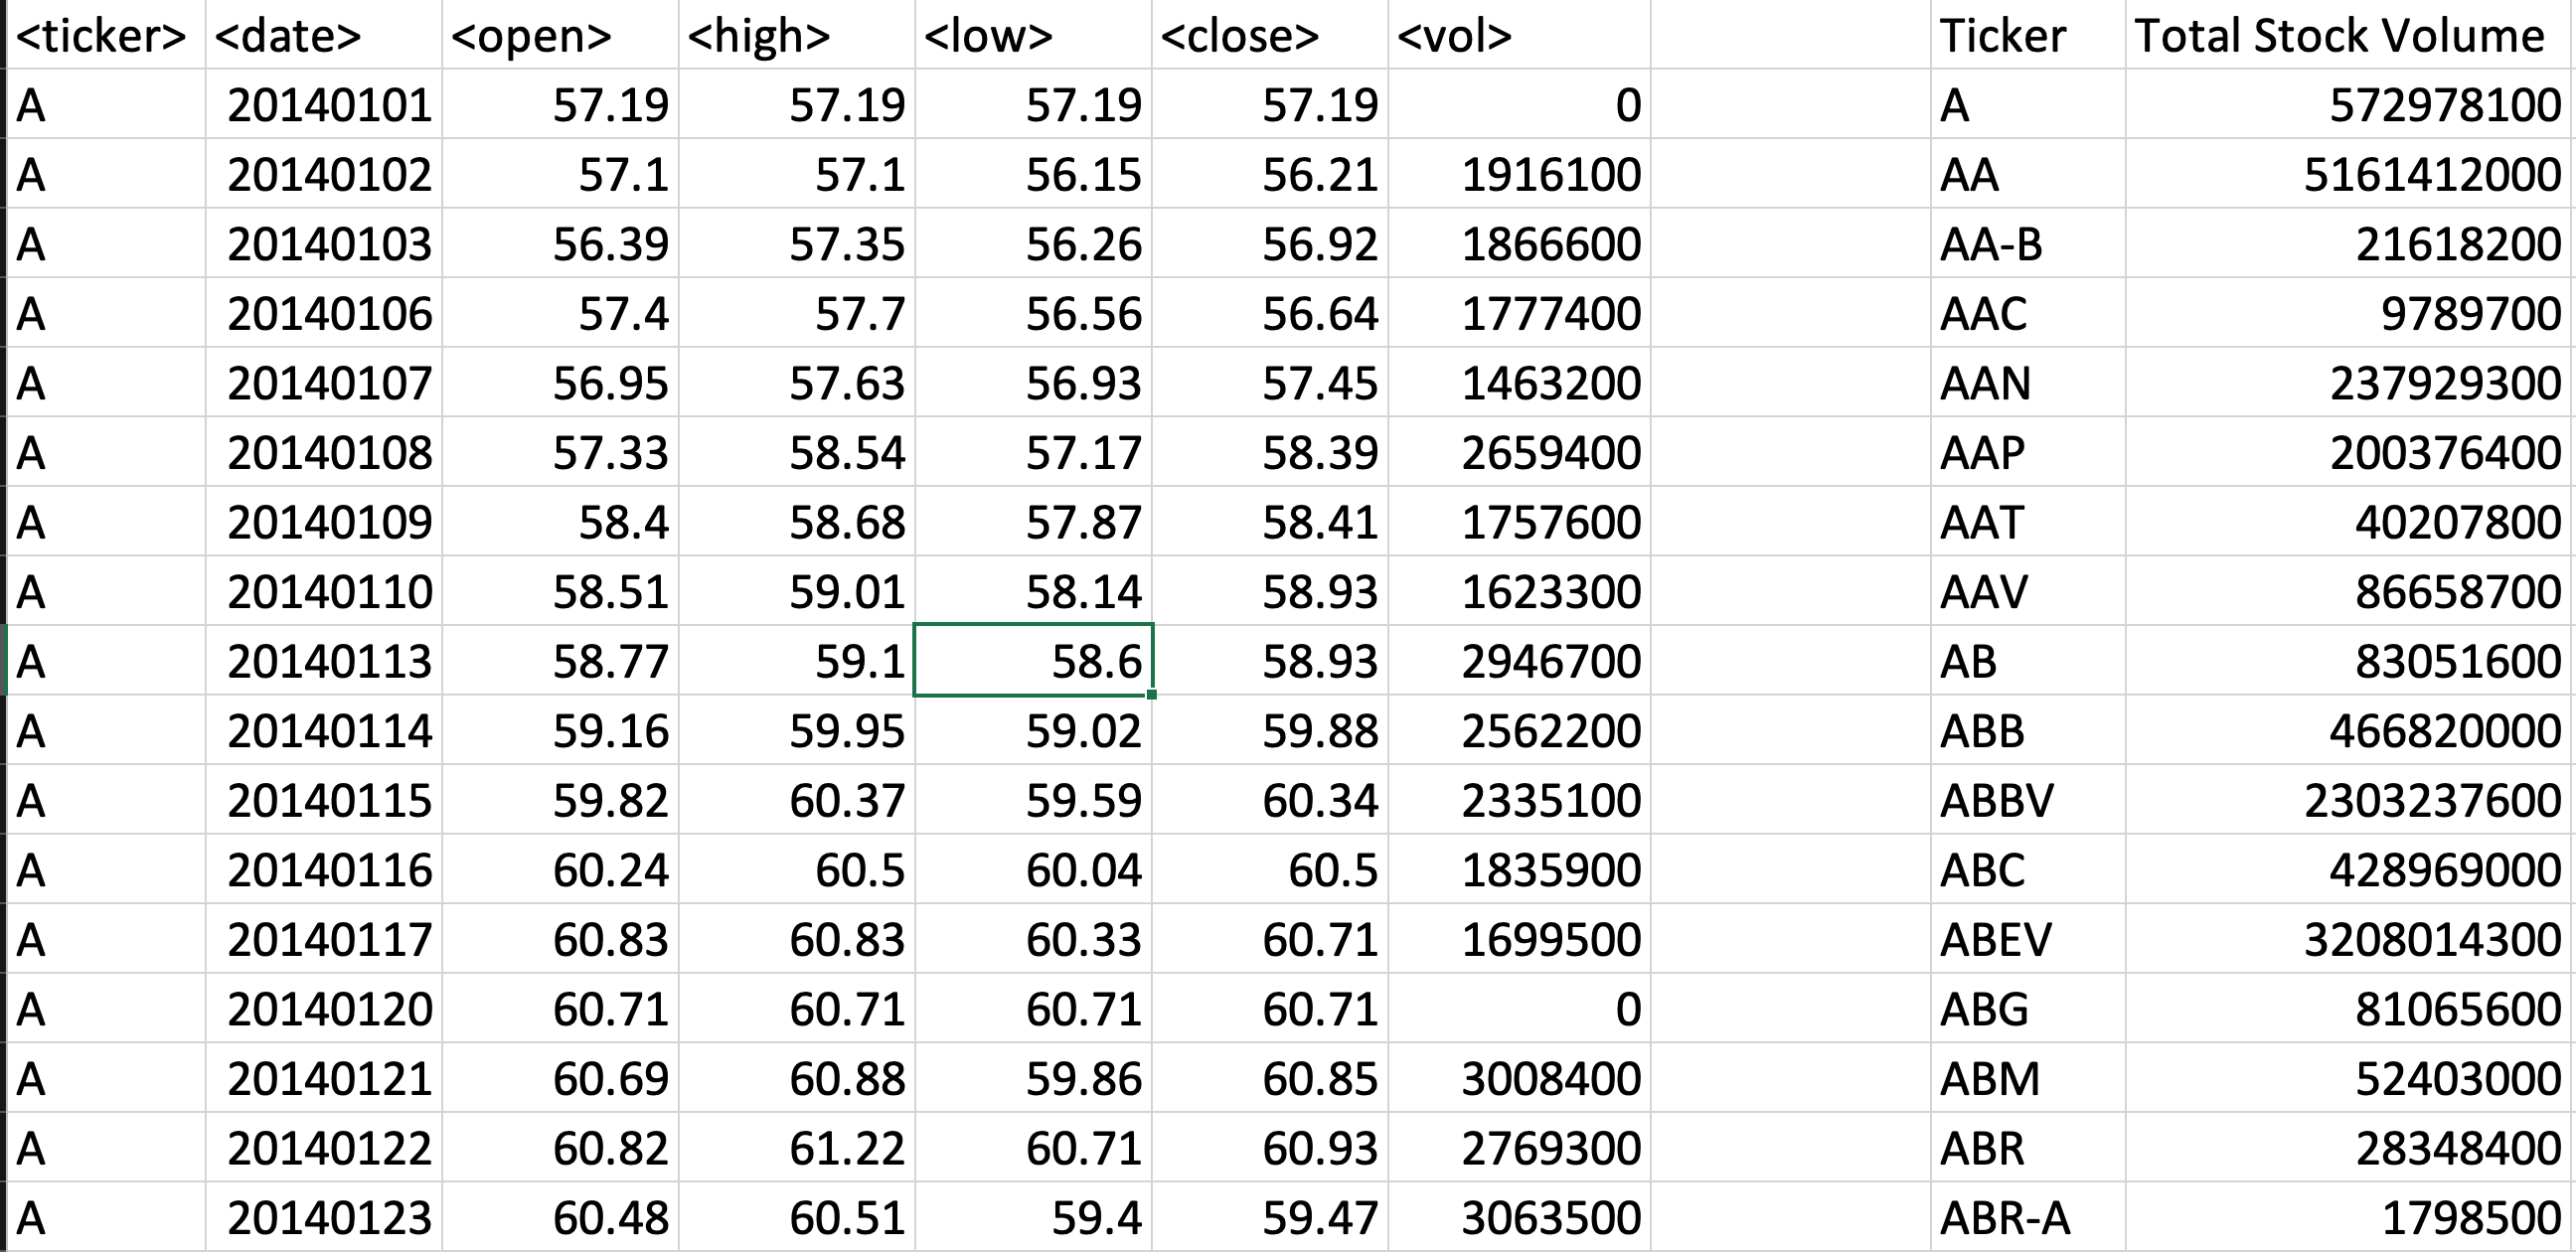 <ticker> <date> <open> <high> <low> <close> <vol> Ticker Total Stock Volume
A 20140101 57.19 57.19 57.19 57.19 0 A 572978100
A 20140102 57.1 57.1 56.15 56.21 1916100 AA 5161412000
A 20140103 56.39 57.35 56.26 56.92 1866600 AA-B 21618200
A 20140106 57.4 57.7 56.56 56.64 1777400 AAC 9789700
A 20140107 56.95 57.63 56.93 57.45 1463200 AAN 237929300
A 20140108 57.33 58.54 57.17 58.39 2659400 AAP 200376400
A 20140109 58.4 58.68 57.87 58.41 1757600 AAT 40207800
A 20140110 58.51 59.01 58.14 58.93 1623300 AAV 86658700
A 20140113 58.77 59.1 58.6 58.93 2946700 AB 83051600
A 20140114 59.16 59.95 59.02 59.88 2562200 ABB 466820000
A 20140115 59.82 60.37 59.59 60.34 2335100 ABBV 2303237600
A 20140116 60.24 60.5 60.04 60.5 1835900 ABC 428969000
A 20140117 60.83 60.83 60.33 60.71 1699500 ABEV 3208014300
A 20140120 60.71 60.71 60.71 60.71 0 ABG 81065600
A 20140121 60.69 60.88 59.86 60.85 3008400 ABM 52403000
A 20140122 60.82 61.22 60.71 60.93 2769300 ABR 28348400
A 20140123 60.48 60.51 59.4 59.47 3063500 ABR-A 1798500